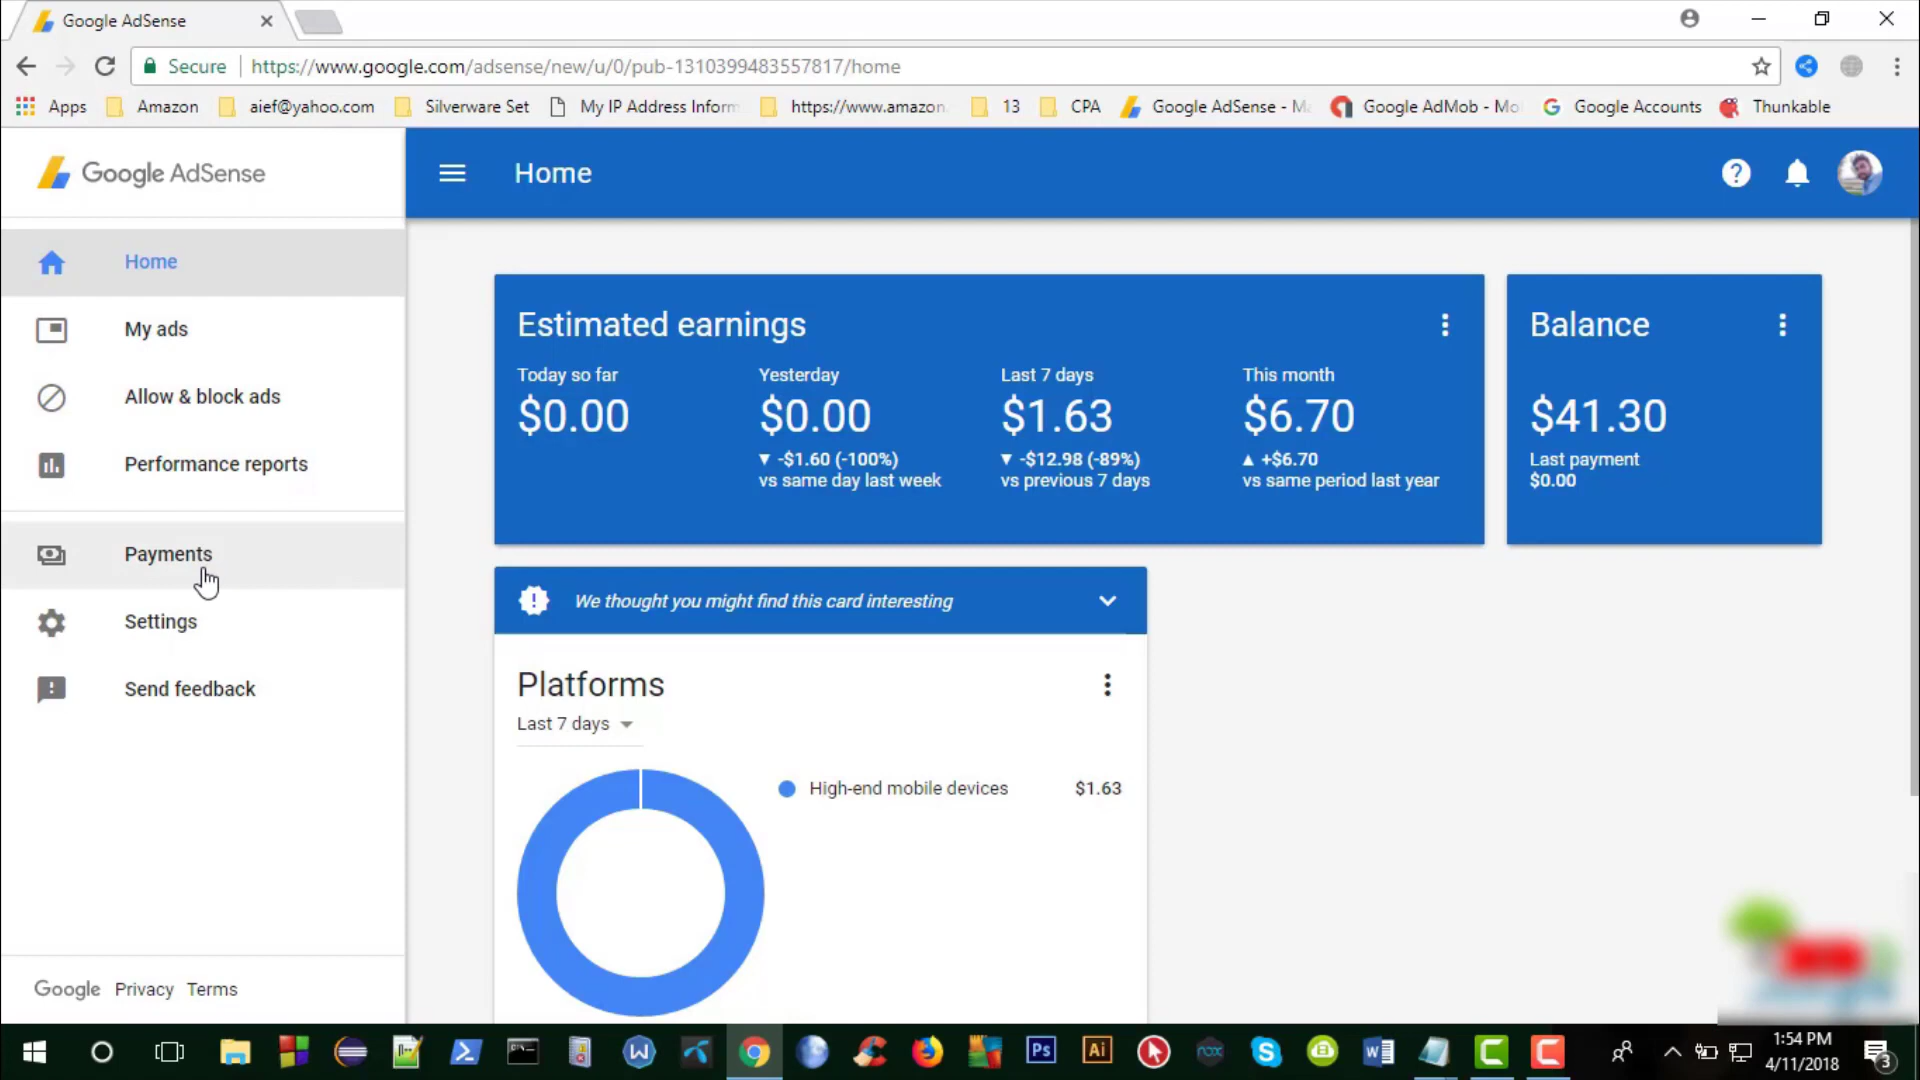 Google AdSense
Secure
https://www.google.com/adsense/new/u/0/pub-1310399483557817/home
Apps
Amazon
aief@yahoo.com
Silverware Set
My IP Address Inform
https://www.amazon.
13
CPA
Google AdSense - Ma
Google AdMob - Mo
Google Accounts
Thunkable
Google AdSense
Home
Home
My ads
Allow & block ads
Performance reports
Payments
Settings
Send feedback
Google Privacy Terms
Estimated earnings
Today so far
$0.00
Yesterday
$0.00
-$1.60 (-100%)
vs same day last week
Last 7 days
$1.63
-$12.98 (-89%)
vs previous 7 days
This month
$6.70
+$6.70
vs same period last year
Balance
$41.30
Last payment
$0.00
We thought you might find this card interesting
Platforms
Last 7 days
High-end mobile devices $1.63
Ps
Ai
nox
1:54 PM
4/11/2018
3